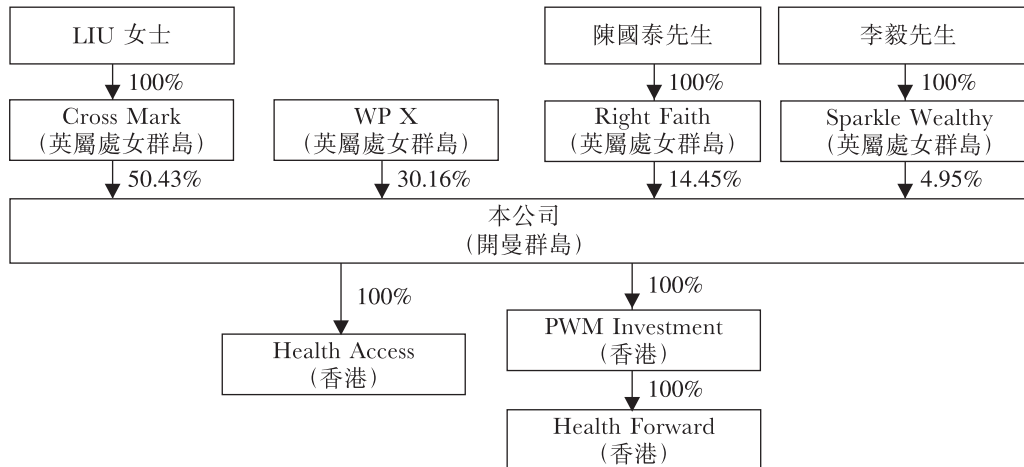 LIU 女士
陳國泰先生
李毅先生
100%
100%
100%
Cross Mark
(英屬處女群島)
WP X
(英屬處女群島)
Right Faith
(英屬處女群島)
Sparkle Wealthy
(英屬處女群島)
50.43%
30.16%
14.45%
4.95%
本公司
(開曼群島)
100%
100%
Health Access
(香港)
PWM Investment
(香港)
100%
Health Forward
(香港)